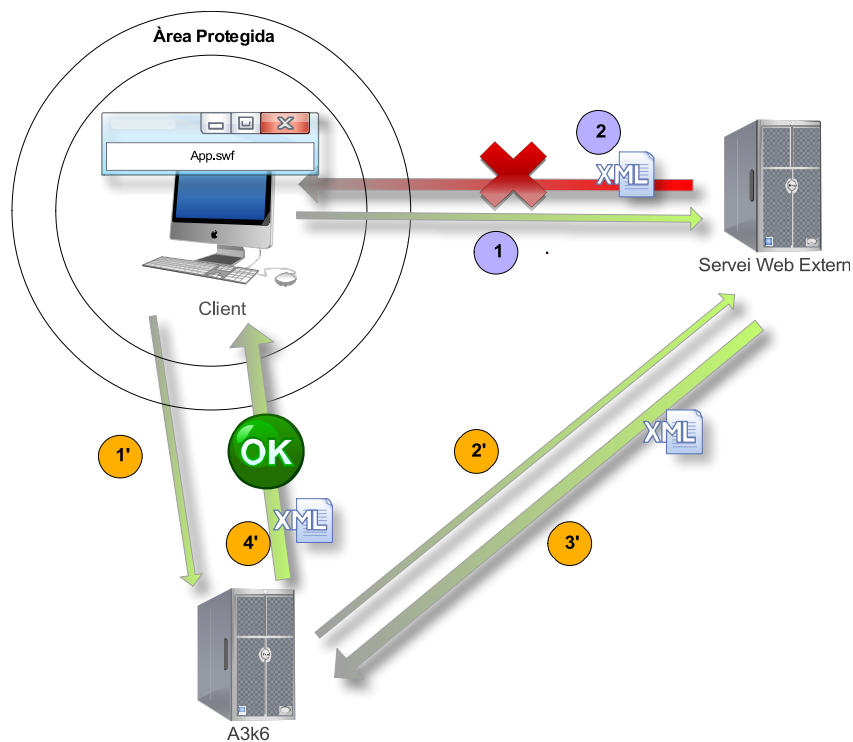 Àrea Protegida
App.swf
2
XML
1
Servei Web Extern
Client
1'
OK
2'
XML
4'
XML
3'
A3k6